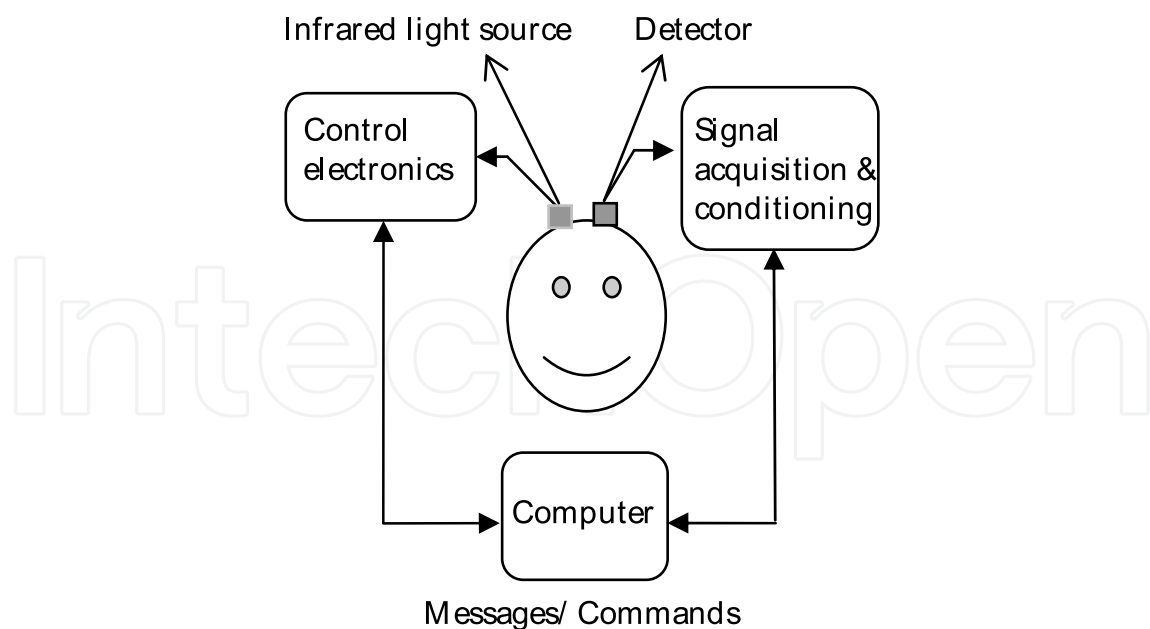 Infrared light source
Detector
Control
electronics
Signal
acquisition &
conditioning
IntechOpen
Computer
Messages/ Commands